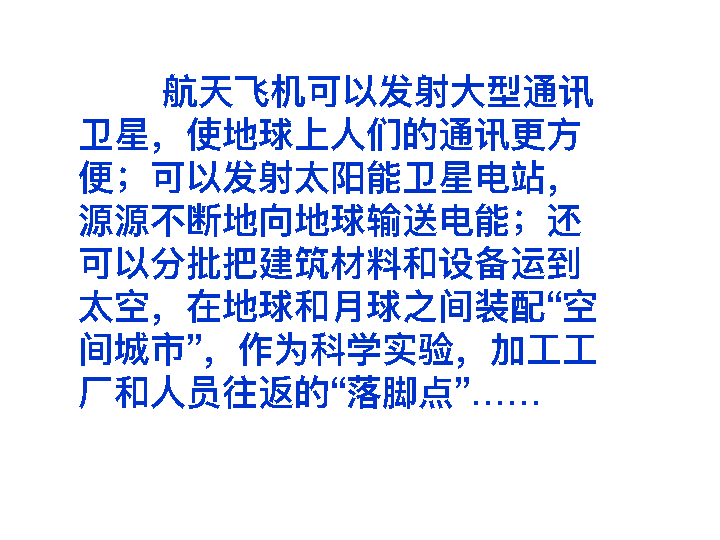 航天飞机可以发射大型通讯
卫星，使地球上人们的通讯更方
便；可以发射太阳能卫星电站，
源源不断地向地球输送电能；还
可以分批把建筑材料和设备运到
太空，在地球和月球之间装配“空
间城市”，作为科学实验，加工工
厂和人员往返的“落脚点”……